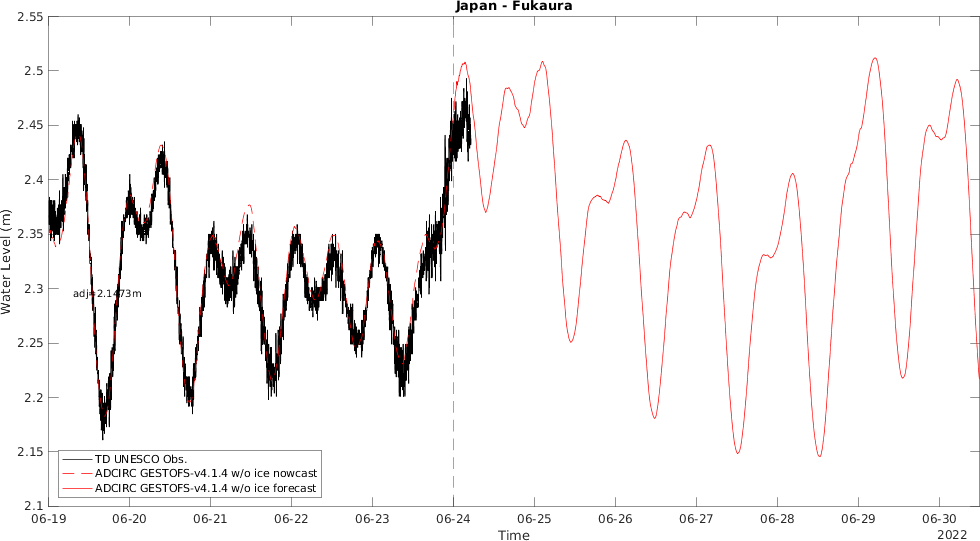 Japan - Fukaura
2.55
2.5
2.45
2.4
2.35
2.3
2.25
2.2
2.15
2.1
Water Level (m)
adj=2.1473m
TD UNESCO Obs.
ADCIRC GESTOFS-v4.1.4 w/o ice nowcast
ADCIRC GESTOFS-v4.1.4 w/o ice forecast
06-19 06-20 06-21 06-22 06-23 06-24 06-25 06-26 06-27 06-28 06-29 06-30
Time
2022